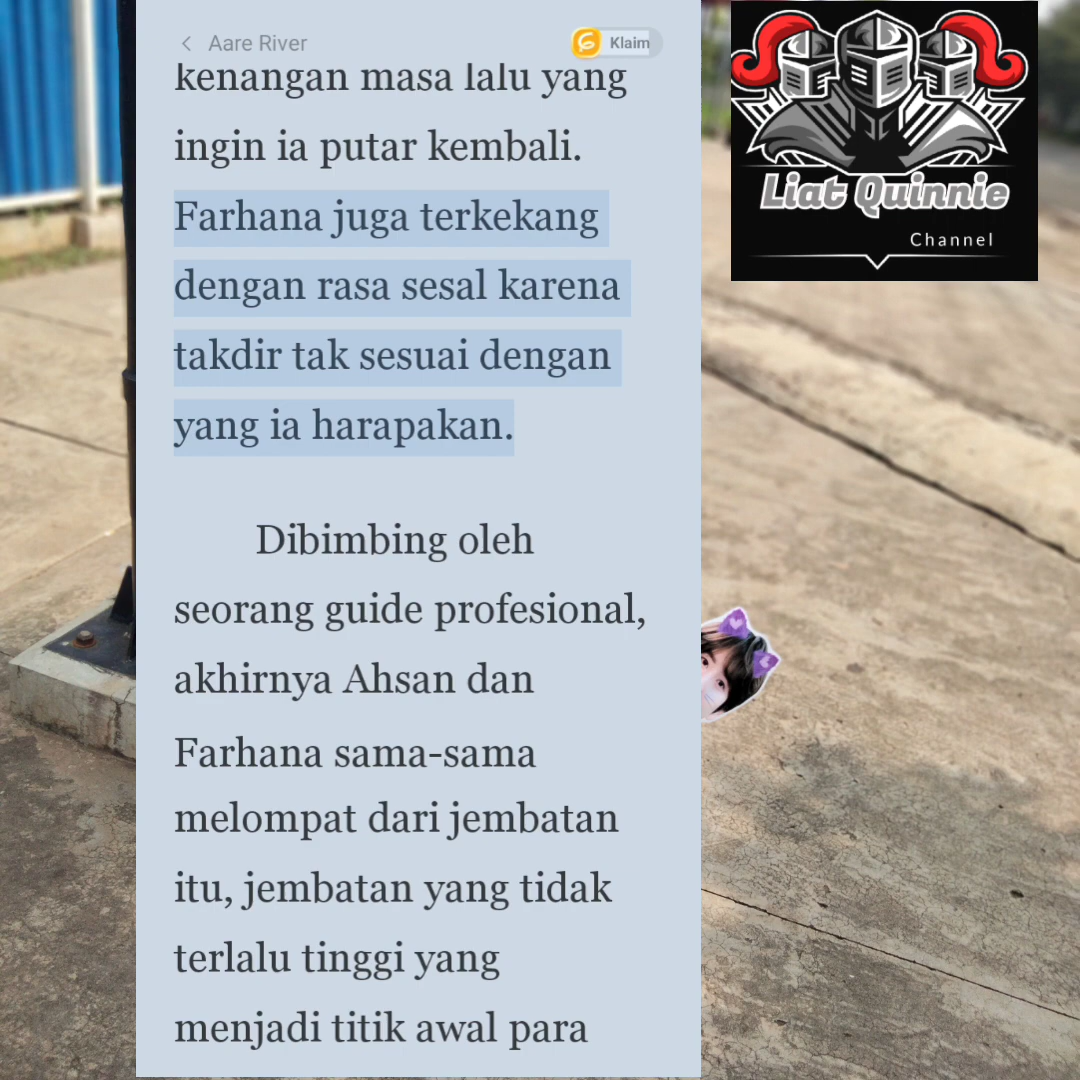 Aare River
Klaim
kenangan masa lalu yang
ingin ia putar kembali.
Farhana juga terkekang
dengan rasa sesal karena
takdir tak sesuai dengan
yang ia harapakan.
Dibimbing oleh
seorang guide profesional,
akhirnya Ahsan dan
Farhana sama-sama
melompat dari jembatan
itu, jembatan yang tidak
terlalu tinggi yang
menjadi titik awal para
Liat Quinnie
Channel